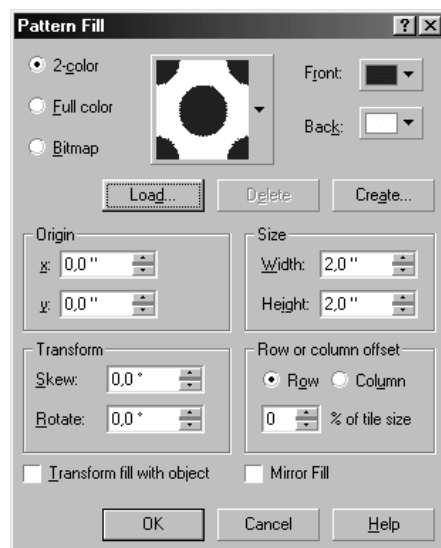 Pattern Fill ? ×
2-color
Full color
Bitmap
Front:
Back:
Load... Delete Create...
Origin
x: 0,0 "
y: 0,0 "
Size
Width: 2,0 "
Height: 2,0 "
Transform
Skew: 0,0 °
Rotate: 0,0 °
Row or column offset
Row Column
0 % of tile size
Transform fill with object Mirror Fill
OK Cancel Help